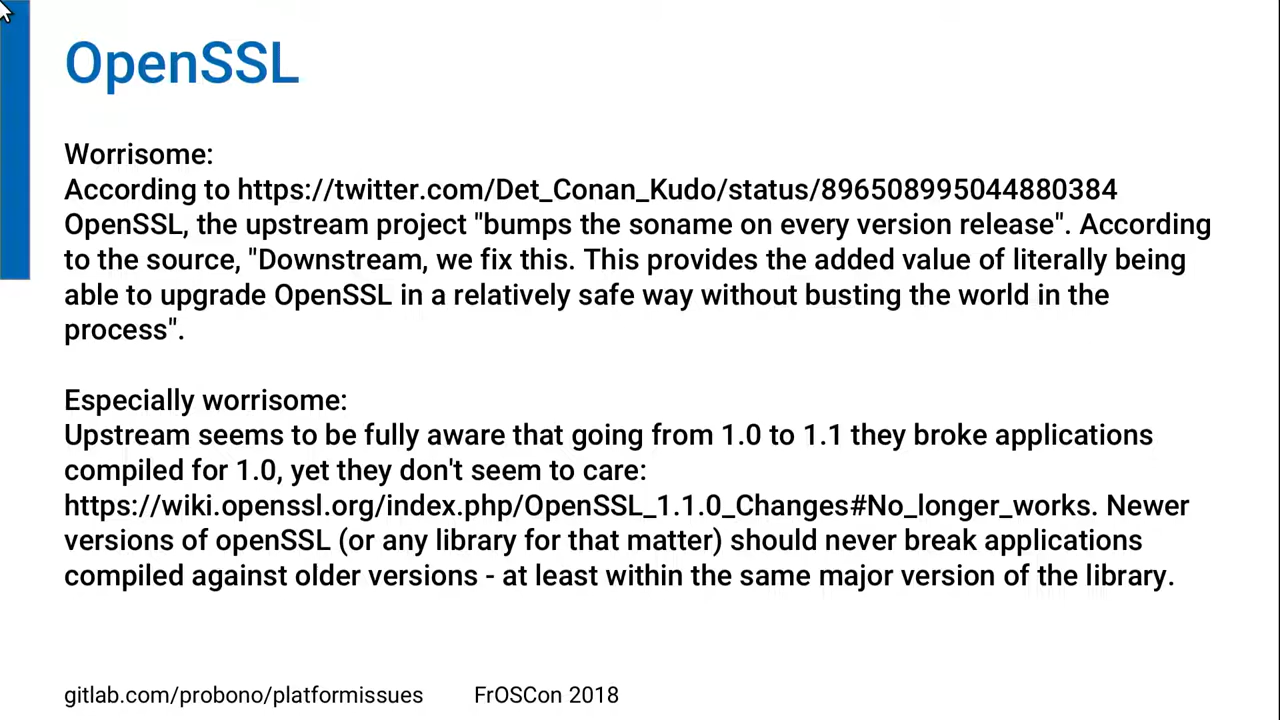 OpenSSL
Worrisome:
According to https://twitter.com/Det_Conan_Kudo/status/896508995044880384
OpenSSL, the upstream project "bumps the soname on every version release". According
to the source, "Downstream, we fix this. This provides the added value of literally being
able to upgrade OpenSSL in a relatively safe way without busting the world in the
process".
Especially worrisome:
Upstream seems to be fully aware that going from 1.0 to 1.1 they broke applications
compiled for 1.0, yet they don't seem to care:
https://wiki.openssl.org/index.php/OpenSSL_1.1.0_Changes#No_longer_works. Newer
versions of openSSL (or any library for that matter) should never break applications
compiled against older versions - at least within the same major version of the library.
gitlab.com/probono/platformissues FrOSCon 2018